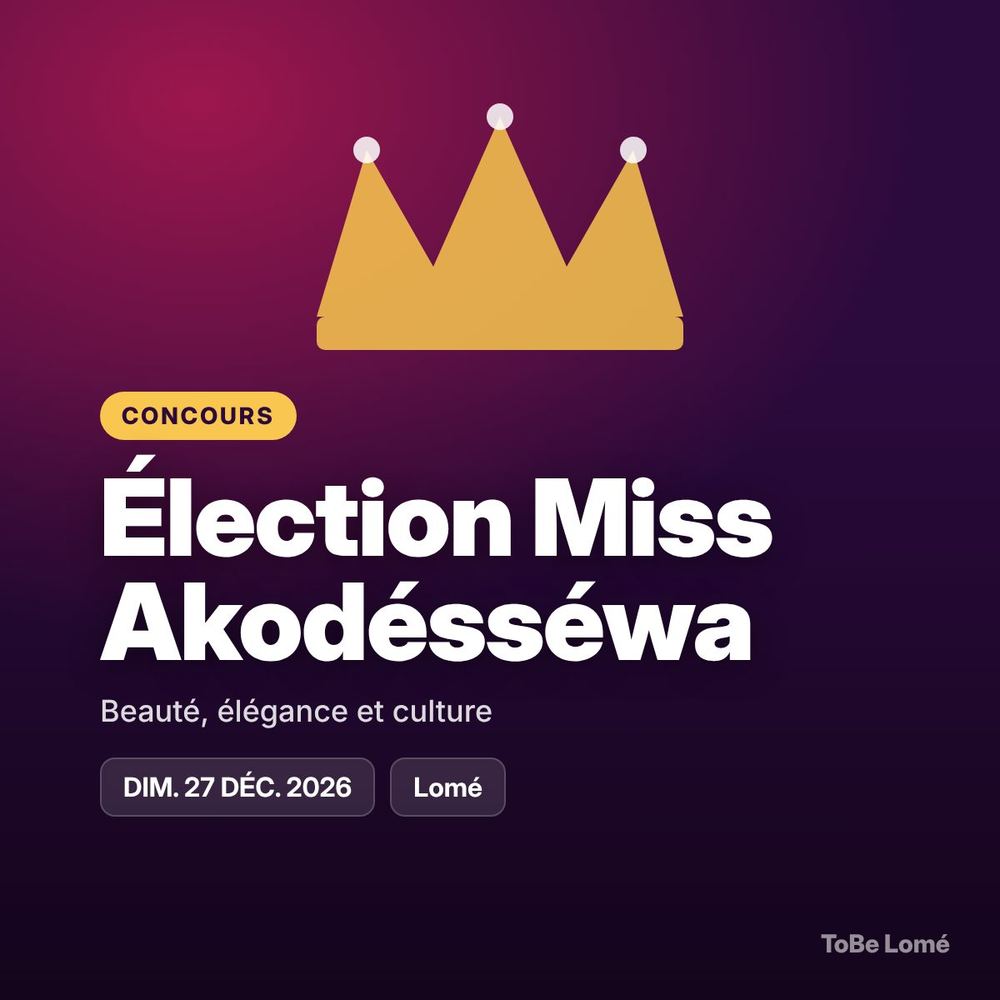 CONCOURS
Élection Miss
Akodésséwa
Beauté, élégance et culture
DIM. 27 DÉC. 2026
Lomé
ToBe Lomé